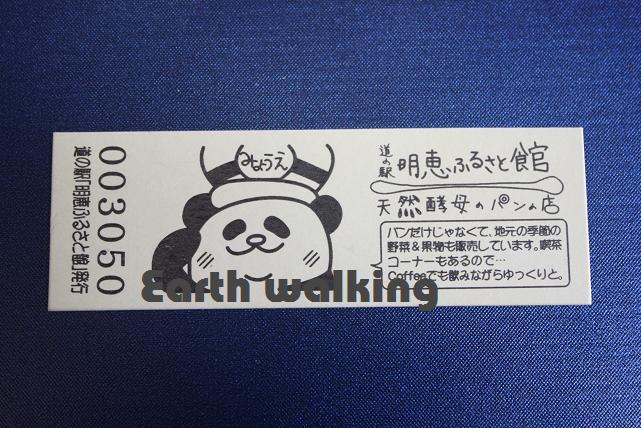 003050
道の駅「明恵ふるさと館」発行
みょうえ
道の駅
明恵ふるさと館
天然酵母のパンの店
パンだけじゃなくて、地元の季節の
野菜＆果物も販売しています。喫茶
コーナーもあるので…
Coffeeでも飲みながらゆっくりと。
Earth walking